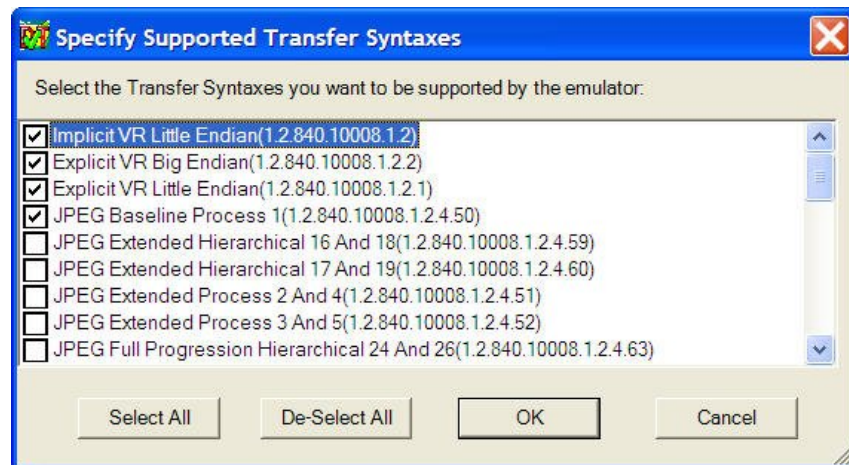 Specify Supported Transfer Syntaxes
Select the Transfer Syntaxes you want to be supported by the emulator:
Implicit VR Little Endian(1.2.840.10008.1.2)
Explicit VR Big Endian(1.2.840.10008.1.2.2)
Explicit VR Little Endian(1.2.840.10008.1.2.1)
JPEG Baseline Process 1(1.2.840.10008.1.2.4.50)
JPEG Extended Hierarchical 16 And 18(1.2.840.10008.1.2.4.59)
JPEG Extended Hierarchical 17 And 19(1.2.840.10008.1.2.4.60)
JPEG Extended Process 2 And 4(1.2.840.10008.1.2.4.51)
JPEG Extended Process 3 And 5(1.2.840.10008.1.2.4.52)
JPEG Full Progression Hierarchical 24 And 26(1.2.840.10008.1.2.4.63)
Select All De-Select All OK Cancel